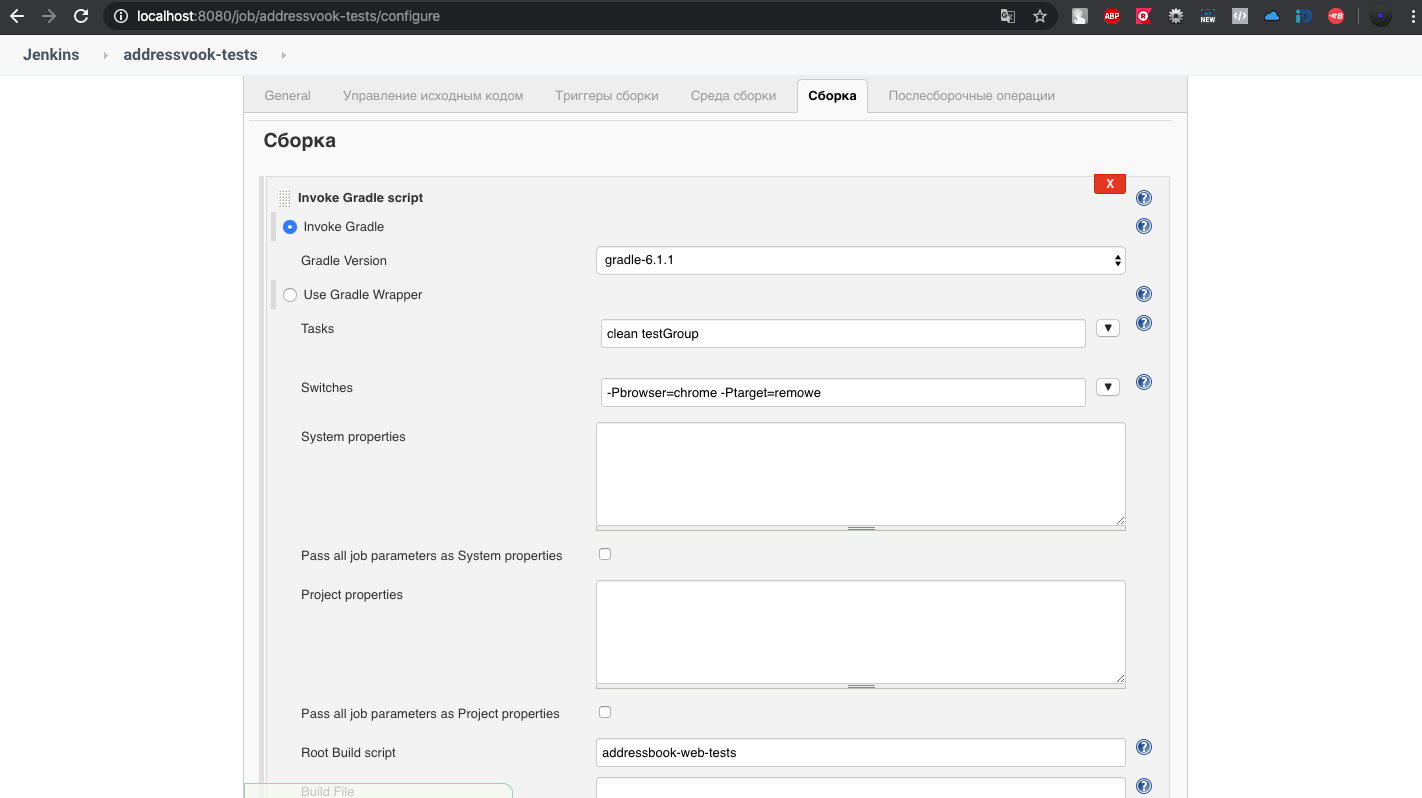 localhost:8080/job/addressvook-tests/configure
ABP
NEW
Jenkins
addressvook-tests
General
Управление исходным кодом
Триггеры сборки
Среда сборки
Сборка
Послесборочные операции
Сборка
X
Invoke Gradle script
Invoke Gradle
Gradle Version
gradle-6.1.1
Use Gradle Wrapper
Tasks
clean testGroup
Switches
-Pbrowser=chrome -Ptarget=remowe
System properties
Pass all job parameters as System properties
Project properties
Pass all job parameters as Project properties
Root Build script
addressbook-web-tests
Build File